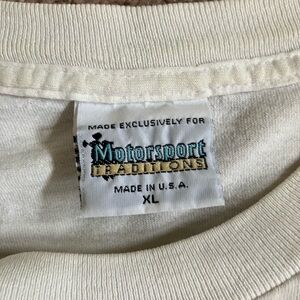 MADE EXCLUSIVELY FOR
Motorsport
TRADITIONS
MADE IN U.S.A.
XL